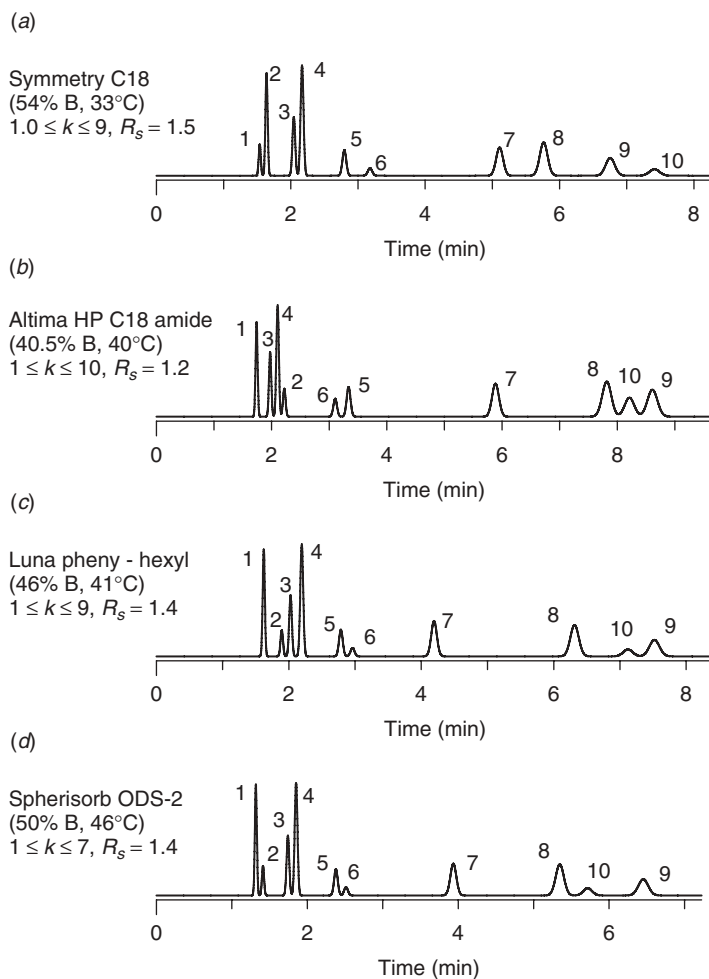 (a)
Symmetry C18
(54% B, 33°C)
1.0 ≤ k ≤ 9, Rs = 1.5
1 2 3 4 5 6 7 8 9 10
0 2 4 6 8
Time (min)
(b)
Altima HP C18 amide
(40.5% B, 40°C)
1 ≤ k ≤ 10, Rs = 1.2
1 3 4 2 6 5 7 8 10 9
0 2 4 6 8
Time (min)
(c)
Luna pheny - hexyl
(46% B, 41°C)
1 ≤ k ≤ 9, Rs = 1.4
1 2 3 4 5 6 7 8 10 9
0 2 4 6 8
Time (min)
(d)
Spherisorb ODS-2
(50% B, 46°C)
1 ≤ k ≤ 7, Rs = 1.4
1 2 3 4 5 6 7 8 10 9
0 2 4 6
Time (min)